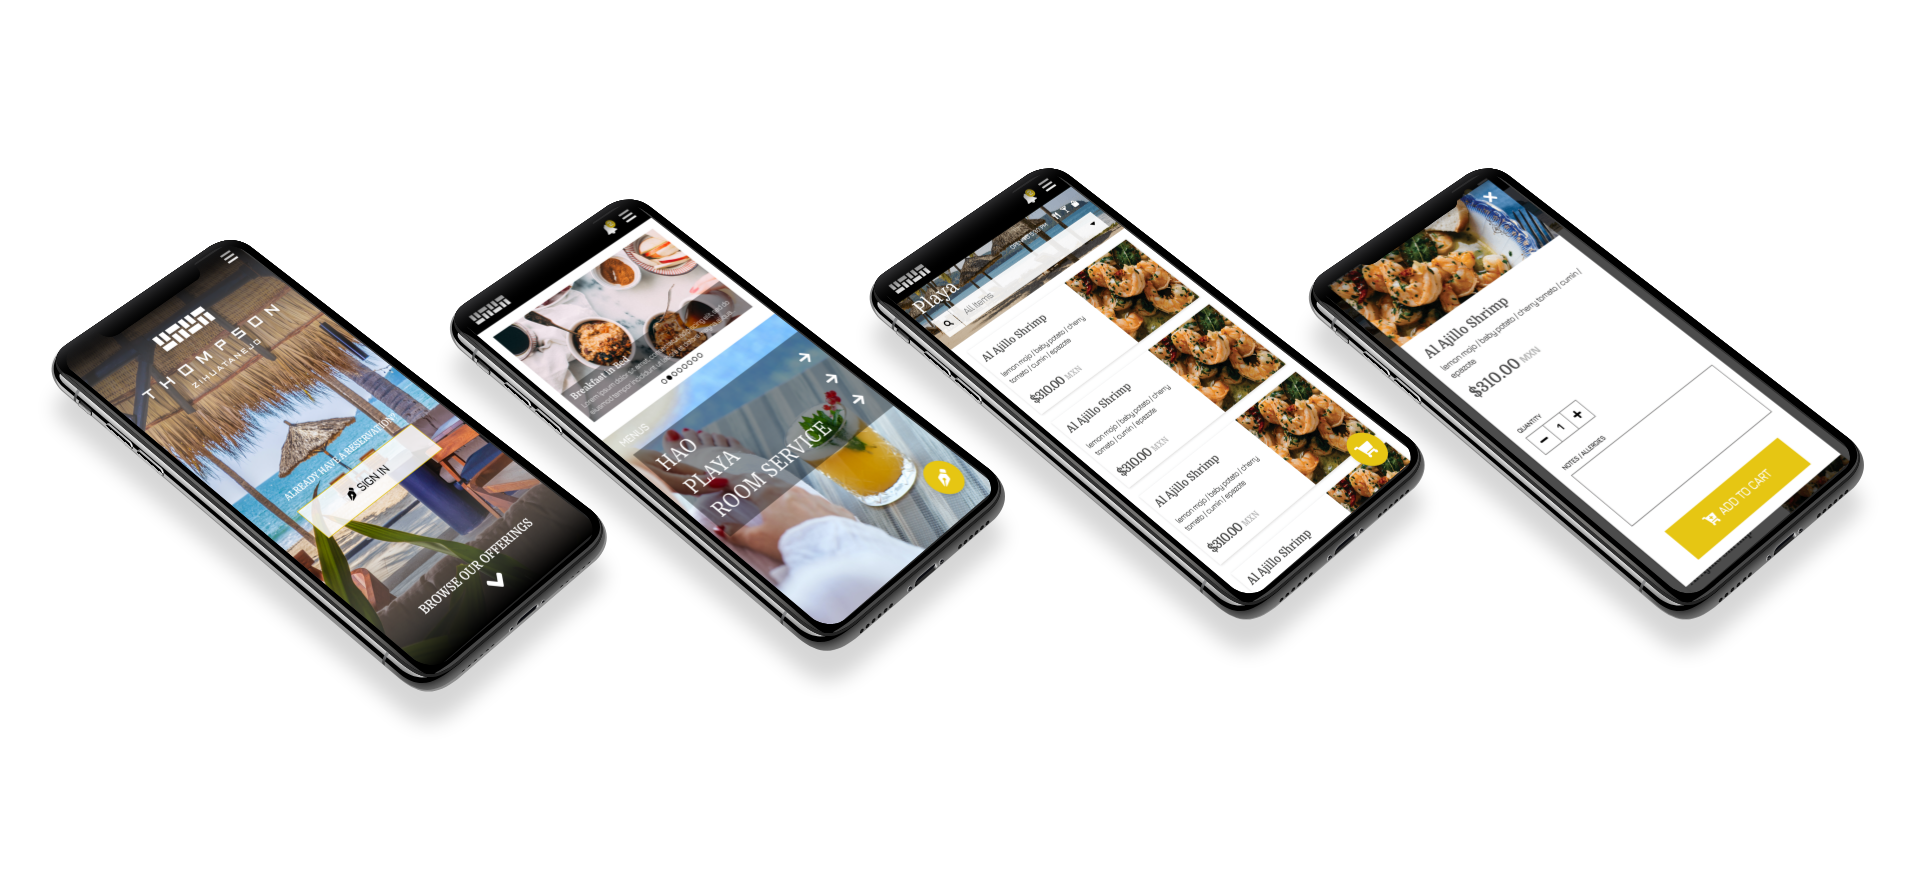 THOMPSON
ZIHUATANEJO
ALREADY HAVE A RESERVATION
SIGN IN
BROWSE OUR OFFERINGS
Breakfast in Bed
MENUS
HAO
PLAYA
ROOM SERVICE
Playa
All Items
Al Ajillo Shrimp
lemon mojo / baby potato / cherry
tomato / cumin / epazote
$310.00 MXN
Al Ajillo Shrimp
lemon mojo / baby potato / cherry
tomato / cumin / epazote
$310.00 MXN
Al Ajillo Shrimp
lemon mojo / baby potato / cherry
tomato / cumin / epazote
$310.00 MXN
Al Ajillo Shrimp
Al Ajillo Shrimp
lemon mojo / baby potato / cherry tomato / cumin /
epazote
$310.00 MXN
QUANTITY
1
NOTES / ALLERGIES
ADD TO CART